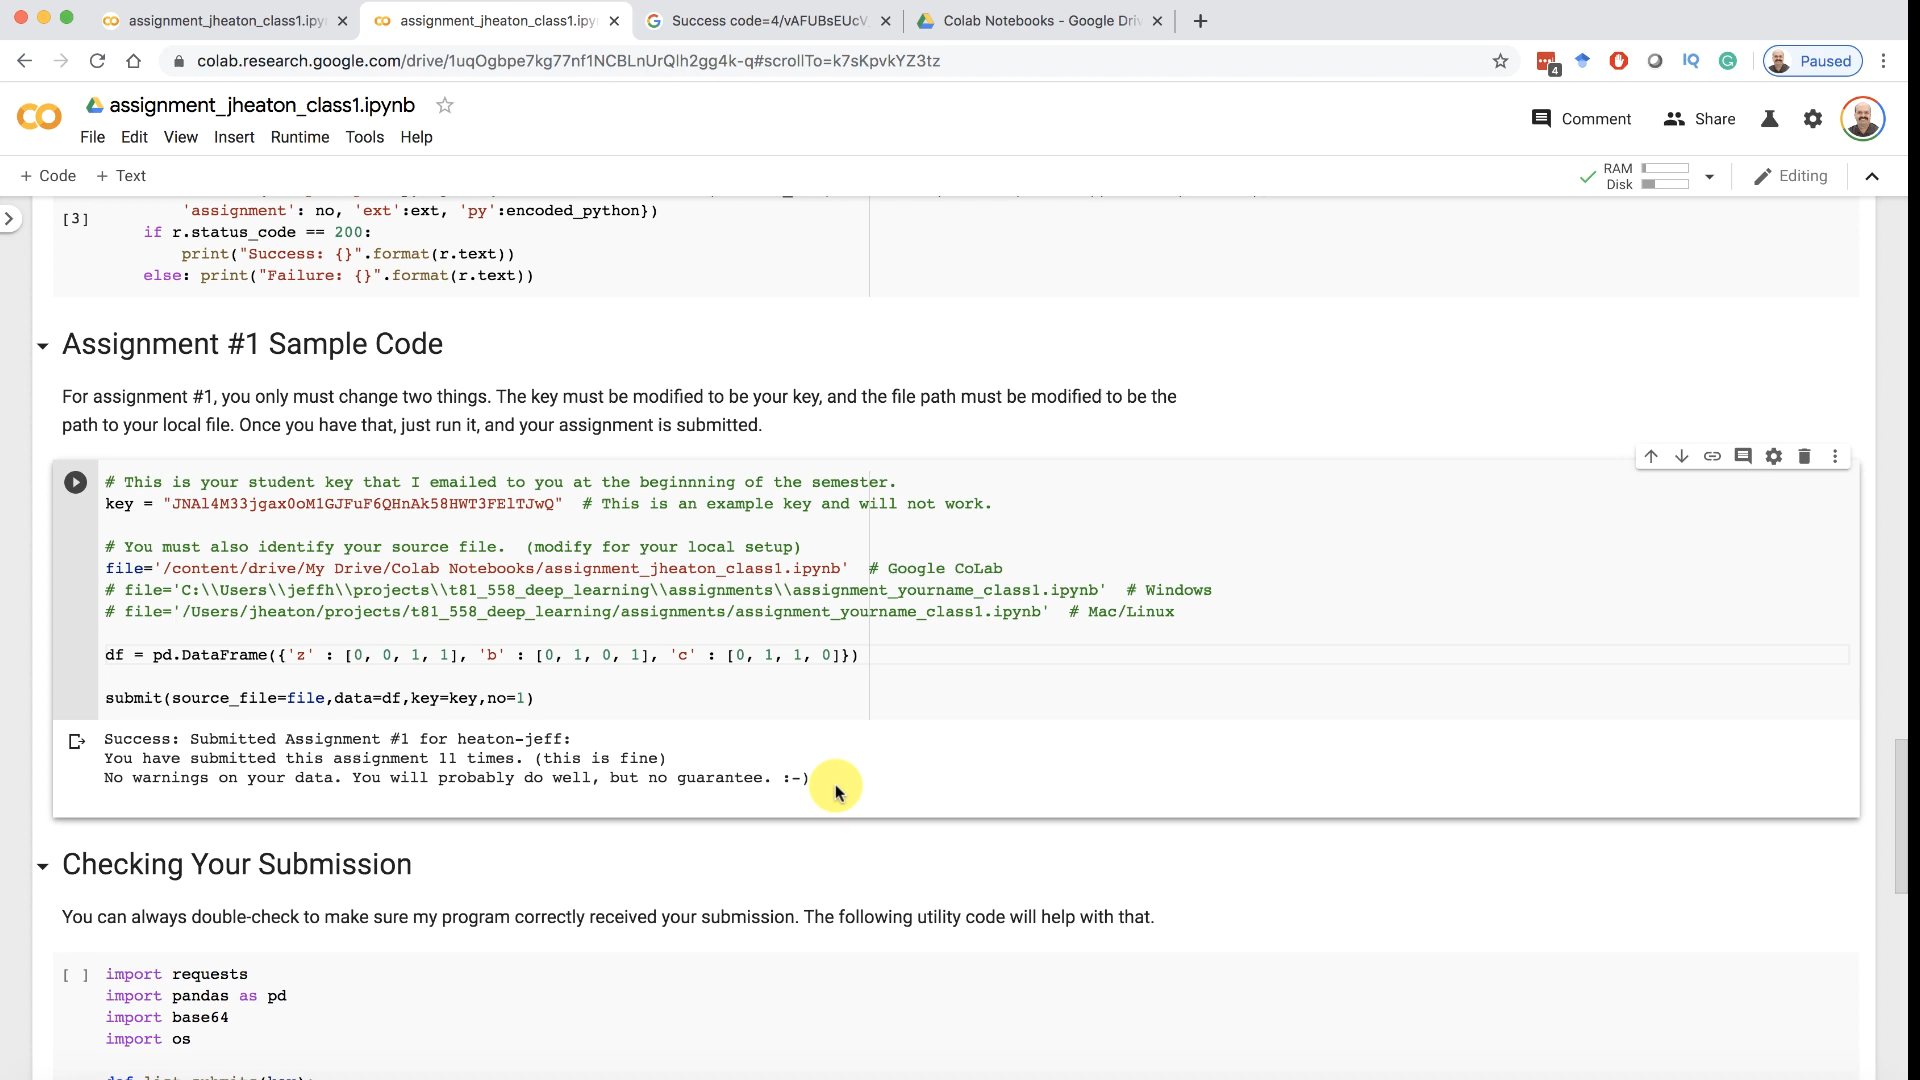 assignment_jheaton_class1.ipy
assignment_jheaton_class1.ipy
Success code=4/vAFUBsEUcV
Colab Notebooks - Google Driv
colab.research.google.com/drive/1uqOgbpe7kg77nf1NCBLnUrQlh2gg4k-q#scrollTo=k7sKpvkYZ3tz
4
IQ
Paused
assignment_jheaton_class1.ipynb
File Edit View Insert Runtime Tools Help
Comment
Share
+ Code + Text
RAM
Disk
Editing
[3]
'assignment': no, 'ext':ext, 'py':encoded_python})
if r.status_code == 200:
print("Success: {}".format(r.text))
else: print("Failure: {}".format(r.text))
Assignment #1 Sample Code
For assignment #1, you only must change two things. The key must be modified to be your key, and the file path must be modified to be the
path to your local file. Once you have that, just run it, and your assignment is submitted.
# This is your student key that I emailed to you at the beginnning of the semester.
key = "JNAl4M33jgax0oM1GJFuF6QHnAk58HWT3FElTJwQ" # This is an example key and will not work.
# You must also identify your source file. (modify for your local setup)
file='/content/drive/My Drive/Colab Notebooks/assignment_jheaton_class1.ipynb' # Google CoLab
# file='C:\\Users\\jeffh\\projects\\t81_558_deep_learning\\assignments\\assignment_yourname_class1.ipynb' # Windows
# file='/Users/jheaton/projects/t81_558_deep_learning/assignments/assignment_yourname_class1.ipynb' # Mac/Linux
df = pd.DataFrame({'z' : [0, 0, 1, 1], 'b' : [0, 1, 0, 1], 'c' : [0, 1, 1, 0]})
submit(source_file=file,data=df,key=key,no=1)
Success: Submitted Assignment #1 for heaton-jeff:
You have submitted this assignment 11 times. (this is fine)
No warnings on your data. You will probably do well, but no guarantee. :-)
Checking Your Submission
You can always double-check to make sure my program correctly received your submission. The following utility code will help with that.
[ ] import requests
import pandas as pd
import base64
import os